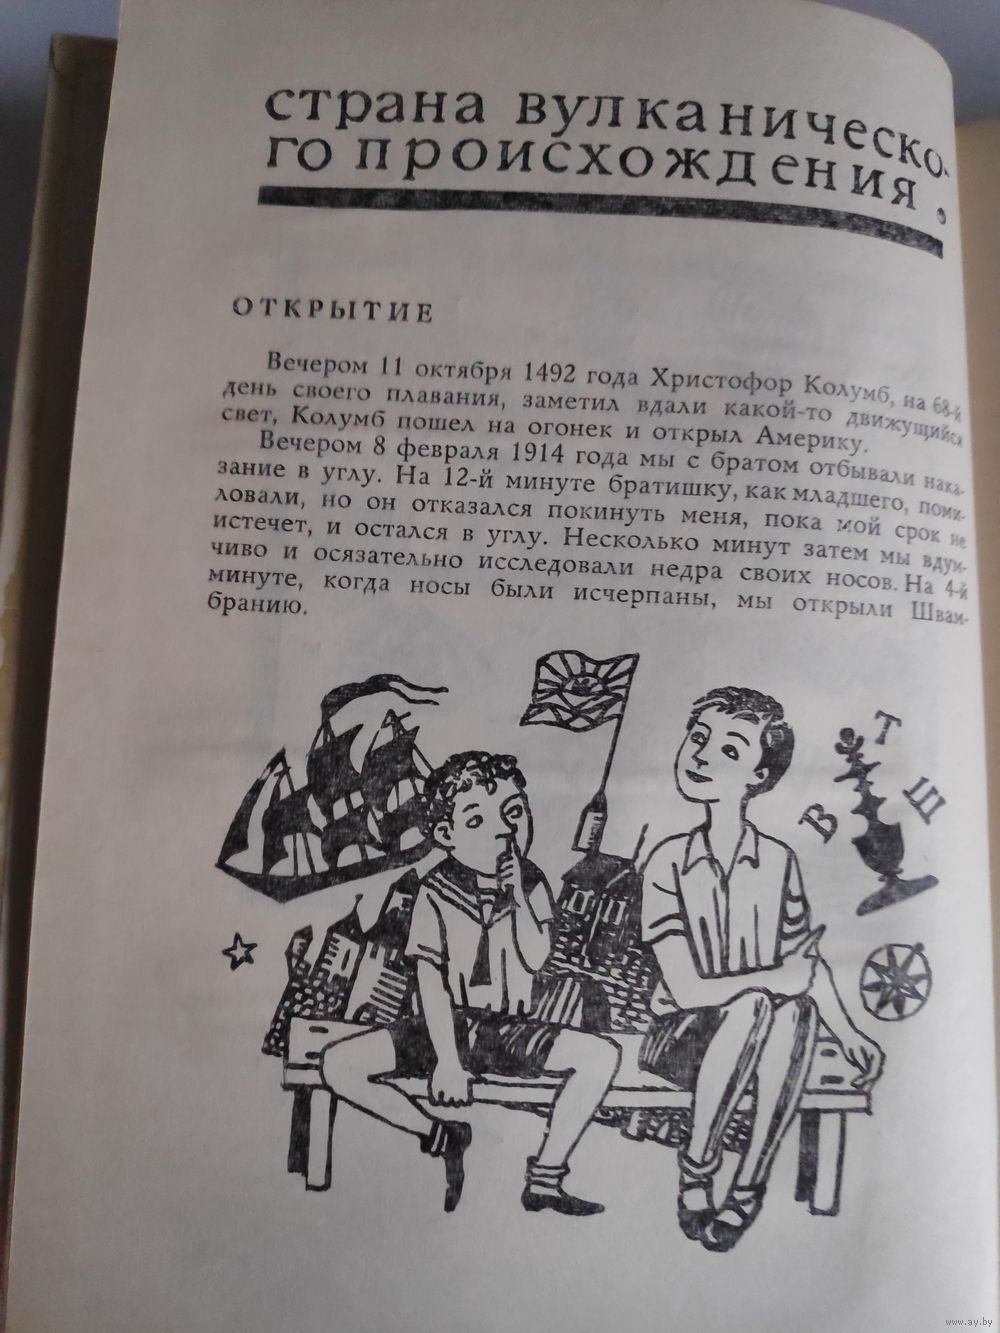 страна вулканическо-
го происхождения,
ОТКРЫТИЕ
Вечером 11 октября 1492 года Христофор Колумб, на 68-й
день своего плавания, заметил вдали какой-то движущийся
свет, Колумб пошел на огонек и открыл Америку.
Вечером 8 февраля 1914 года мы с братом отбывали нака-
зание в углу. На 12-й минуте братишку, как младшего, поми-
ловали, но он отказался покинуть меня, пока мой срок не
истечет, и остался в углу. Несколько минут затем мы вдум-
чиво и осязательно исследовали недра своих носов. На 4-й
минуте, когда носы были исчерпаны, мы открыли Швам-
бранию.
Т
В Ш
www.ay.by